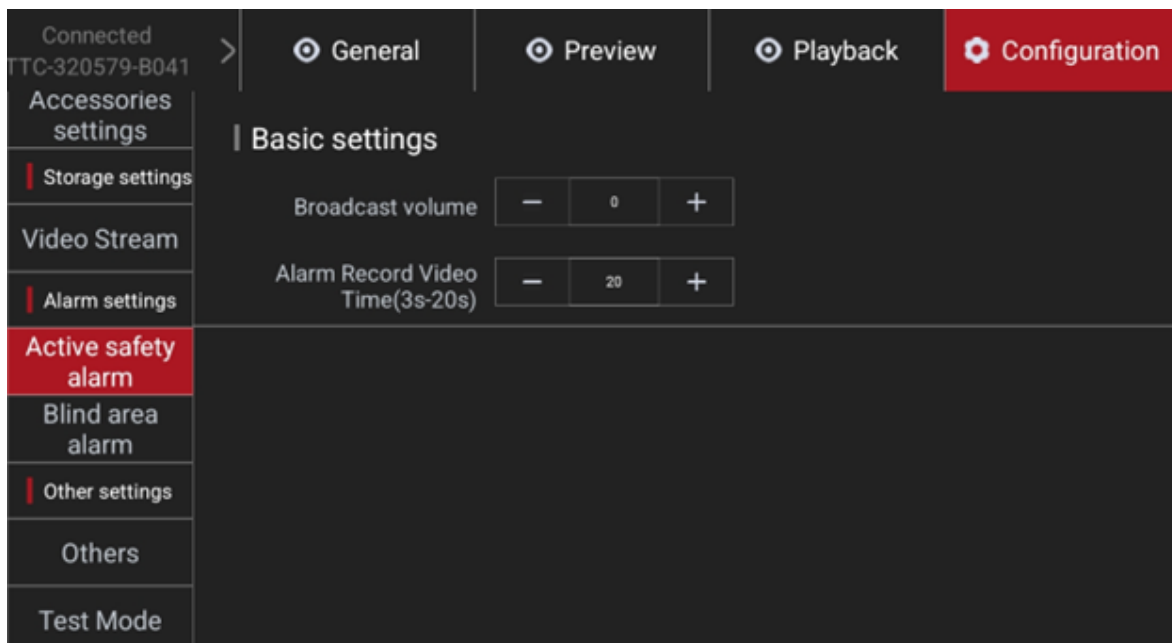 Connected
TTC-320579-B041
>
General
Preview
Playback
Configuration
Accessories
settings
Storage settings
Video Stream
Alarm settings
Active safety
alarm
Blind area
alarm
Other settings
Others
Test Mode
Basic settings
Broadcast volume
− 0 +
Alarm Record Video
Time(3s-20s)
− 20 +